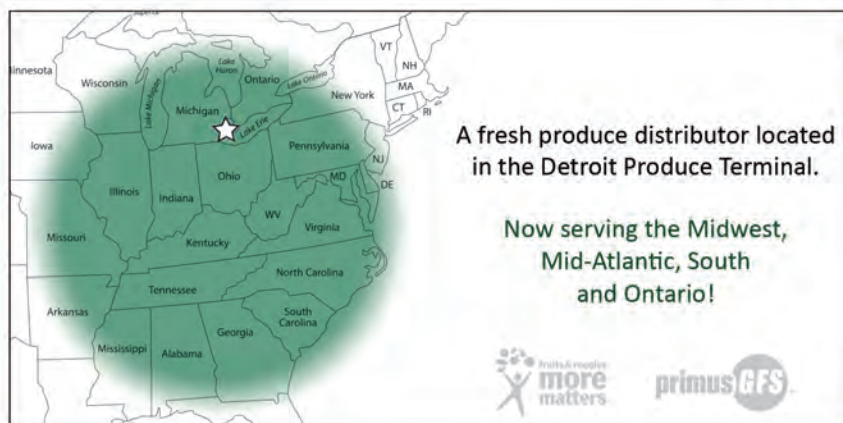 Minnesota
Wisconsin
Lake Michigan
Michigan
Lake Huron
Ontario
Lake Ontario
Lake Erie
New York
VT
NH
MA
CT
RI
Iowa
Illinois
Indiana
Ohio
Pennsylvania
NJ
MD
DE
WV
Virginia
Missouri
Kentucky
North Carolina
Tennessee
Arkansas
South
Carolina
Mississippi
Alabama
Georgia
A fresh produce distributor located
in the Detroit Produce Terminal.
Now serving the Midwest,
Mid-Atlantic, South
and Ontario!
fruits & veggies
more
matters
primusGFS